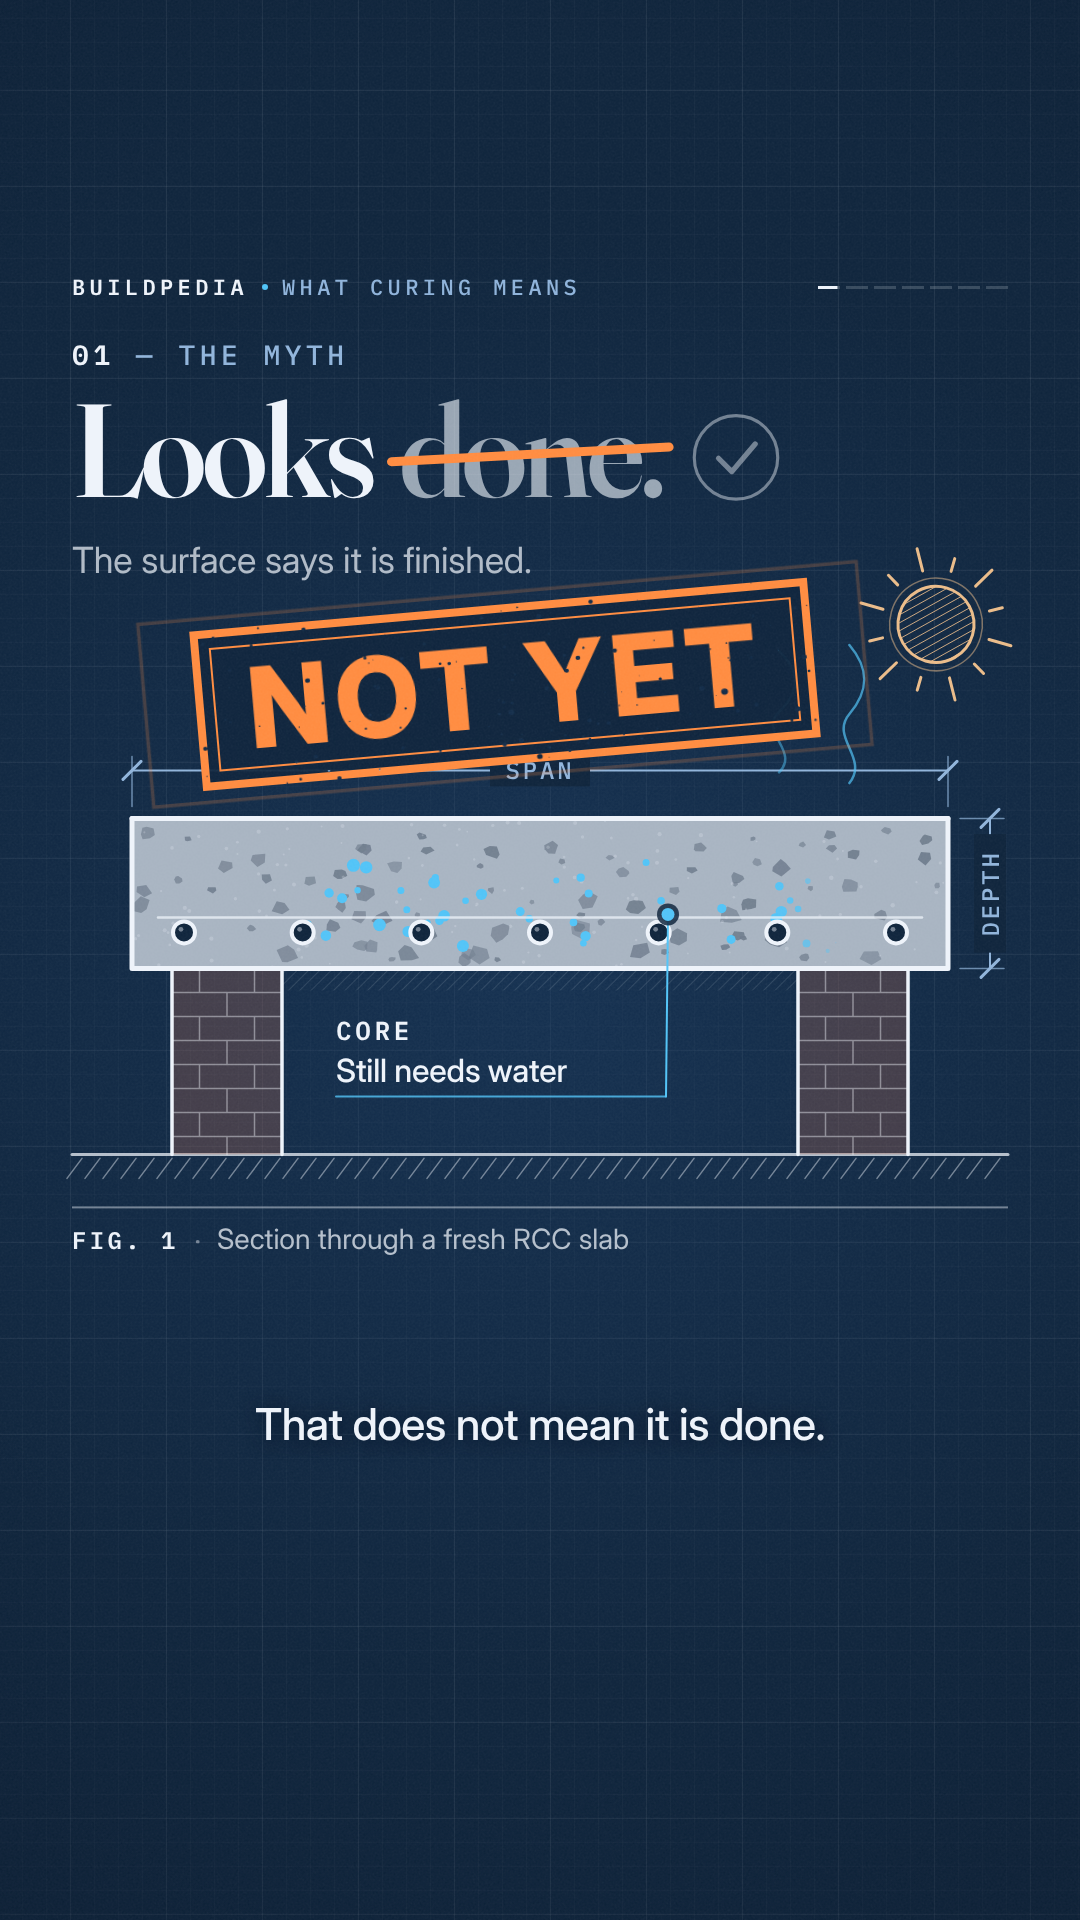 BUILDPEDIA • WHAT CURING MEANS
01 — THE MYTH
Looks done.
The surface says it is finished.
NOT YET
SPAN
DEPTH
CORE
Still needs water
FIG. 1 · Section through a fresh RCC slab
That does not mean it is done.